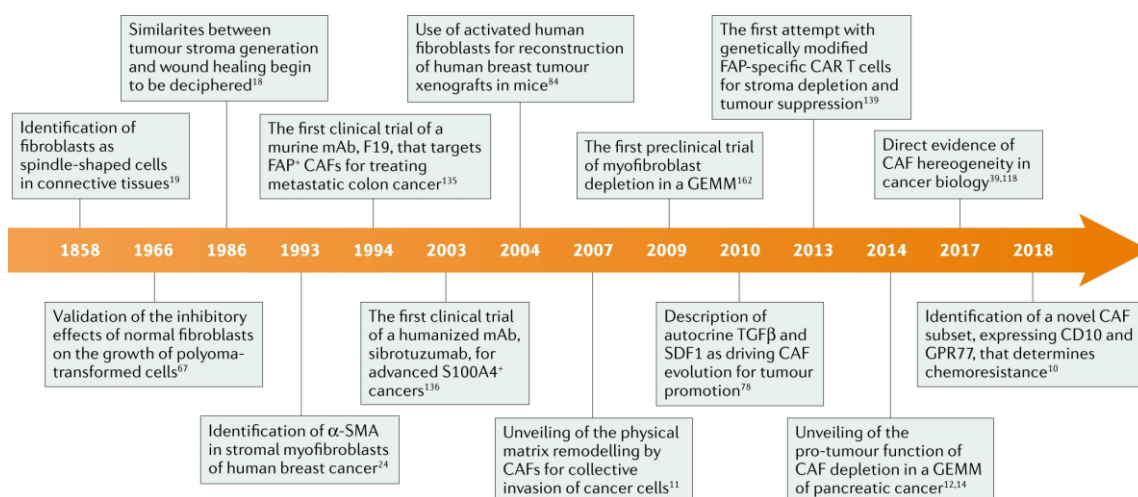 Similarites between
tumour stroma generation
and wound healing begin
to be deciphered18
Use of activated human
fibroblasts for reconstruction
of human breast tumour
xenografts in mice84
The first attempt with
genetically modified
FAP-specific CAR T cells
for stroma depletion and
tumour suppression139
Identification of
fibroblasts as
spindle-shaped cells
in connective tissues19
The first clinical trial of a
murine mAb, F19, that targets
FAP+ CAFs for treating
metastatic colon cancer135
The first preclinical trial
of myofibroblast
depletion in a GEMM162
Direct evidence of
CAF hereogeneity in
cancer biology39,118
1858 1966 1986 1993 1994 2003 2004 2007 2009 2010 2013 2014 2017 2018
Validation of the inhibitory
effects of normal fibroblasts
on the growth of polyoma-
transformed cells67
The first clinical trial
of a humanized mAb,
sibrotuzumab, for
advanced S100A4+
cancers136
Description of
autocrine TGFβ and
SDF1 as driving CAF
evolution for tumour
promotion78
Identification of a novel CAF
subset, expressing CD10 and
GPR77, that determines
chemoresistance10
Identification of α-SMA
in stromal myofibroblasts
of human breast cancer24
Unveiling of the physical
matrix remodelling by
CAFs for collective
invasion of cancer cells11
Unveiling of the
pro-tumour function of
CAF depletion in a GEMM
of pancreatic cancer12,14